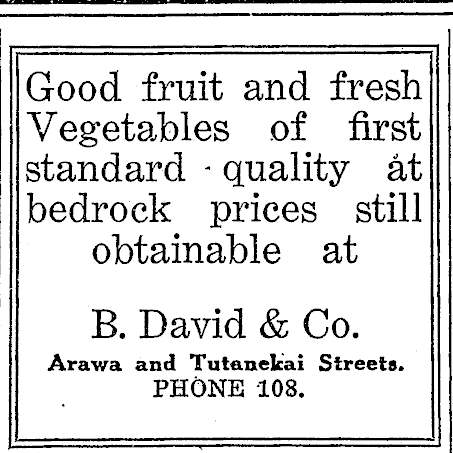 Good fruit and fresh
Vegetables of first
standard quality at
bedrock prices still
obtainable at
B. David & Co.
Arawa and Tutanekai Streets.
PHONE 108.